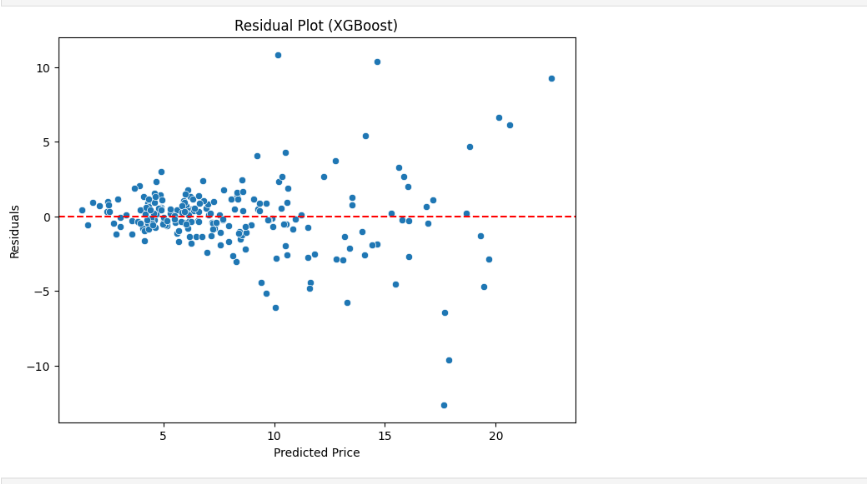 Residual Plot (XGBoost)
10
5
0
−5
−10
Residuals
5 10 15 20
Predicted Price